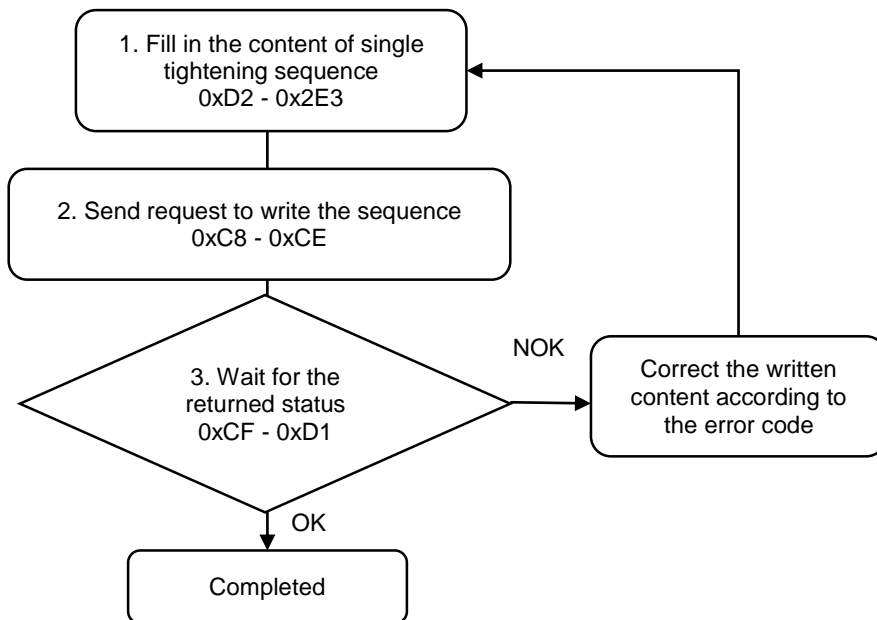 1. Fill in the content of single
tightening sequence
0xD2 - 0x2E3
2. Send request to write the sequence
0xC8 - 0xCE
3. Wait for the
returned status
0xCF - 0xD1
NOK
Correct the written
content according to
the error code
OK
Completed